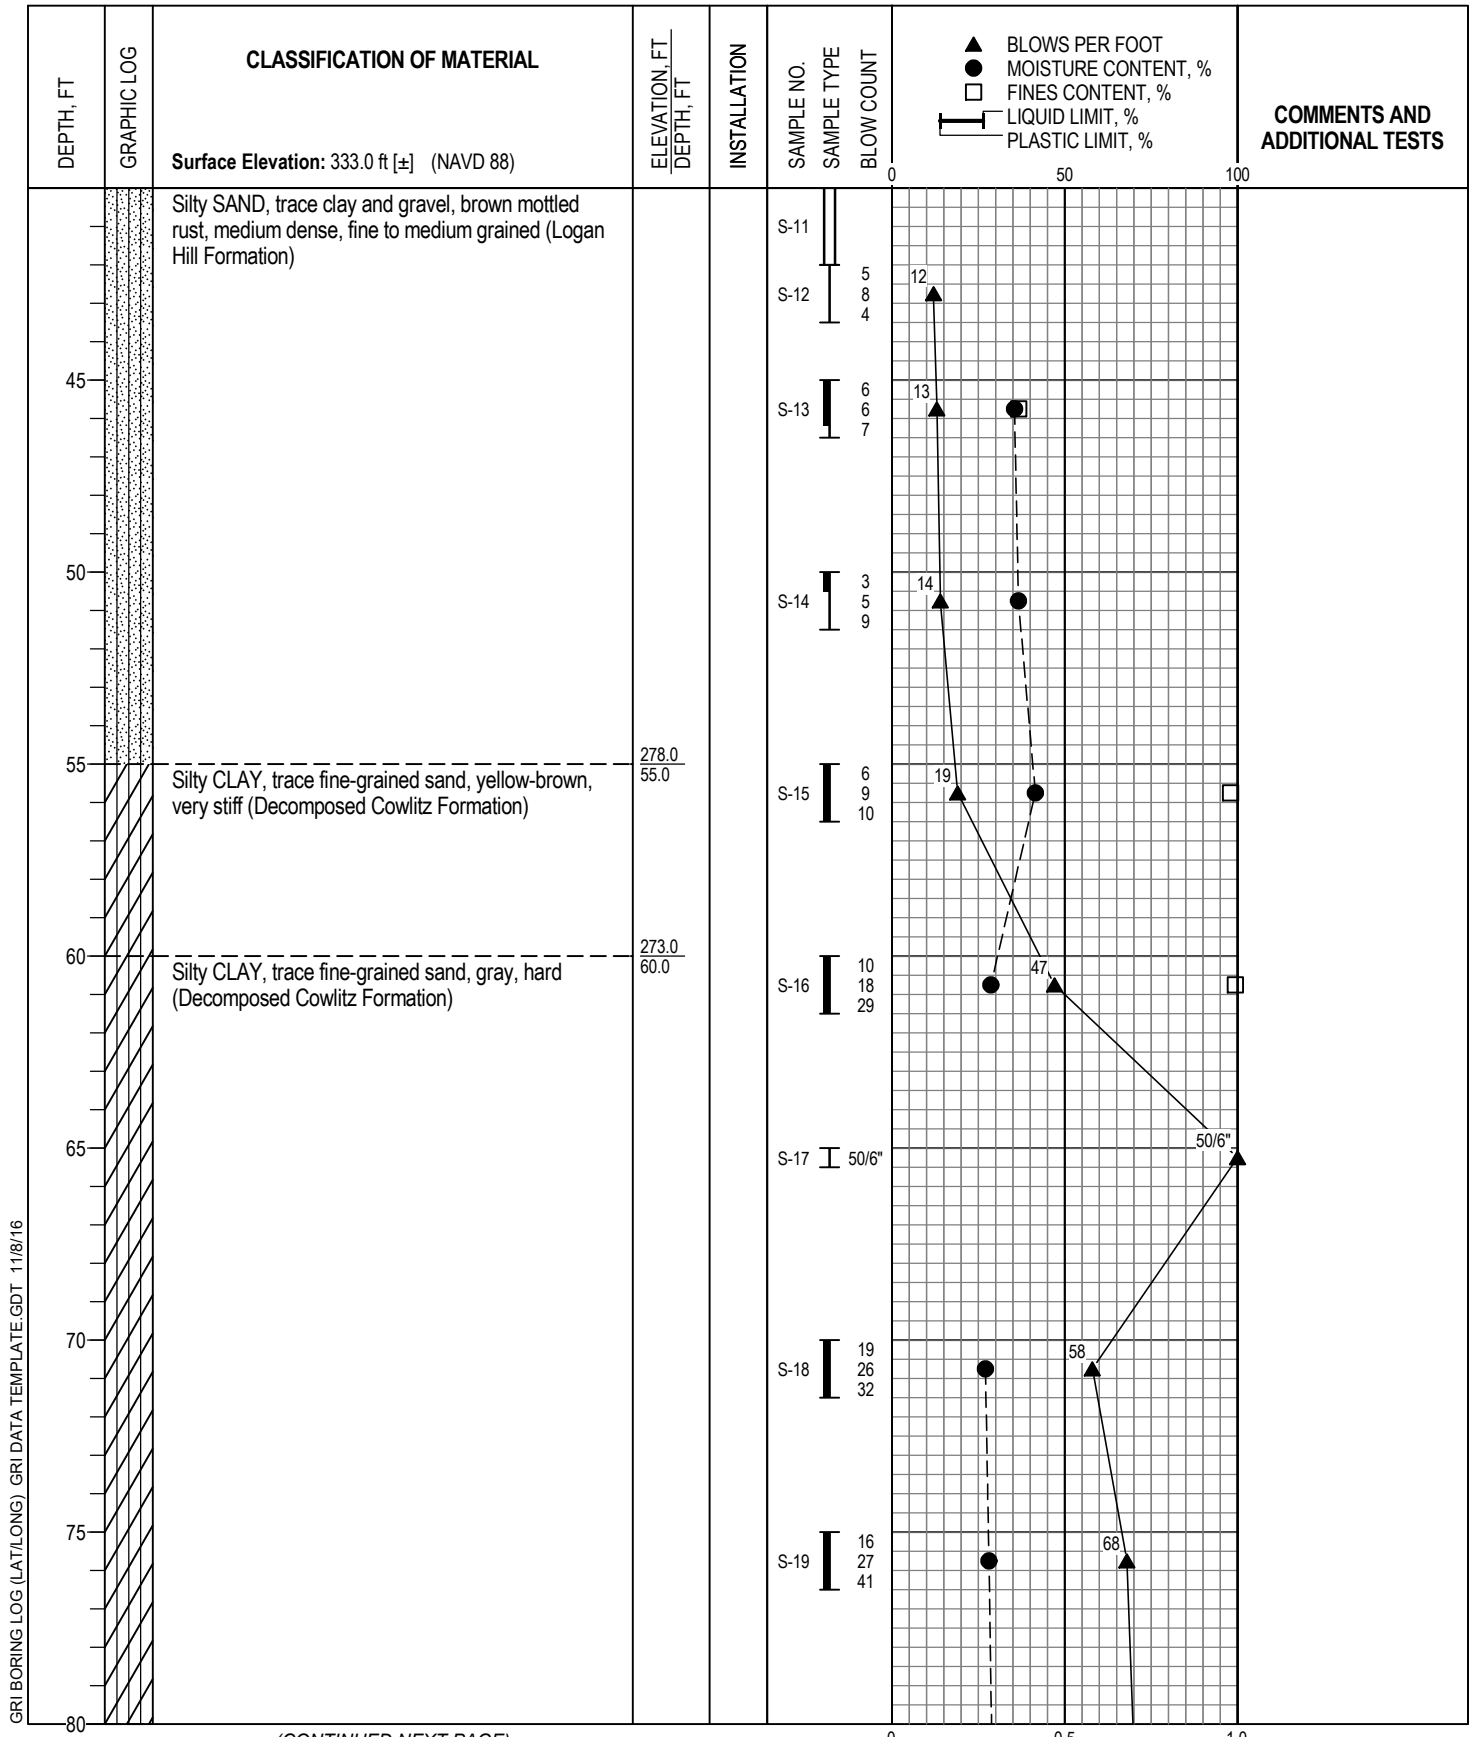 DEPTH, FT
GRAPHIC LOG
CLASSIFICATION OF MATERIAL
Surface Elevation: 333.0 ft [±] (NAVD 88)
ELEVATION, FT
DEPTH, FT
INSTALLATION
SAMPLE NO.
SAMPLE TYPE
BLOW COUNT
BLOWS PER FOOT
MOISTURE CONTENT, %
FINES CONTENT, %
LIQUID LIMIT, %
PLASTIC LIMIT, %
0 50 100
COMMENTS AND
ADDITIONAL TESTS
Silty SAND, trace clay and gravel, brown mottled
rust, medium dense, fine to medium grained (Logan
Hill Formation)
S-11
S-12
5
8
4
12
45
S-13
6
6
7
13
50
S-14
3
5
9
14
55
278.0
55.0
Silty CLAY, trace fine-grained sand, yellow-brown,
very stiff (Decomposed Cowlitz Formation)
S-15
6
9
10
19
60
273.0
60.0
Silty CLAY, trace fine-grained sand, gray, hard
(Decomposed Cowlitz Formation)
S-16
10
18
29
47
65
S-17
50/6"
50/6"
70
S-18
19
26
32
58
75
S-19
16
27
41
68
80
(CONTINUED NEXT PAGE)
0 0.5 1.0
GRI BORING LOG (LAT/LONG) GRI DATA TEMPLATE.GDT 11/8/16